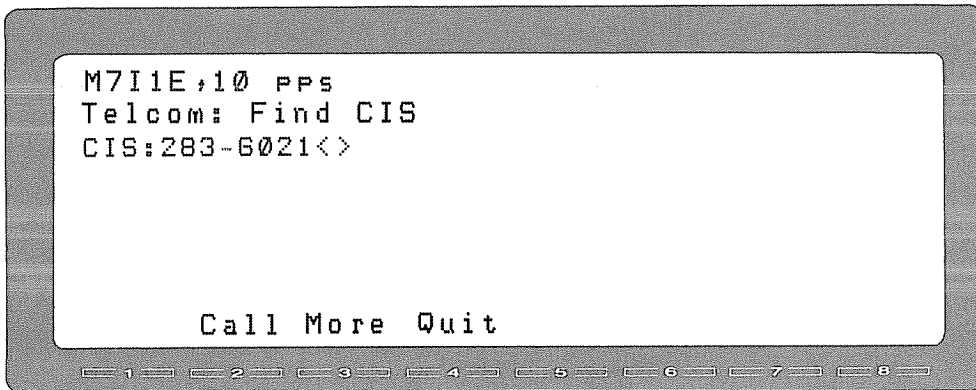 M7I1E,10 pps
Telcom: Find CIS
CIS:283-6021<>
Call More Quit
1 2 3 4 5 6 7 8